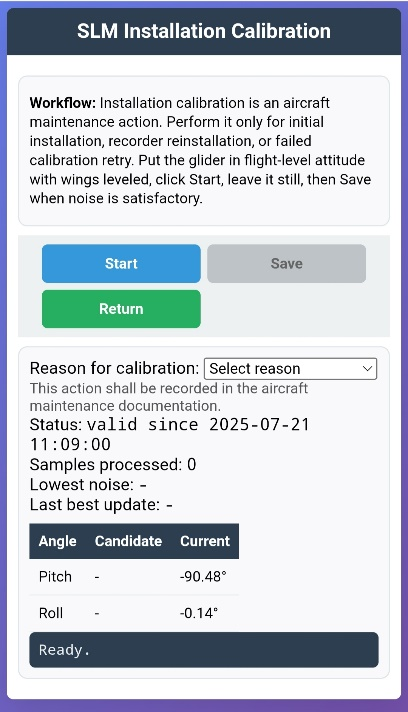 SLM Installation Calibration
Workflow: Installation calibration is an aircraft
maintenance action. Perform it only for initial
installation, recorder reinstallation, or failed
calibration retry. Put the glider in flight-level attitude
with wings leveled, click Start, leave it still, then Save
when noise is satisfactory.
Start Save
Return
Reason for calibration: Select reason
This action shall be recorded in the aircraft
maintenance documentation.
Status: valid since 2025-07-21
11:09:00
Samples processed: 0
Lowest noise: -
Last best update: -
Angle Candidate Current
Pitch - -90.48°
Roll - -0.14°
Ready.